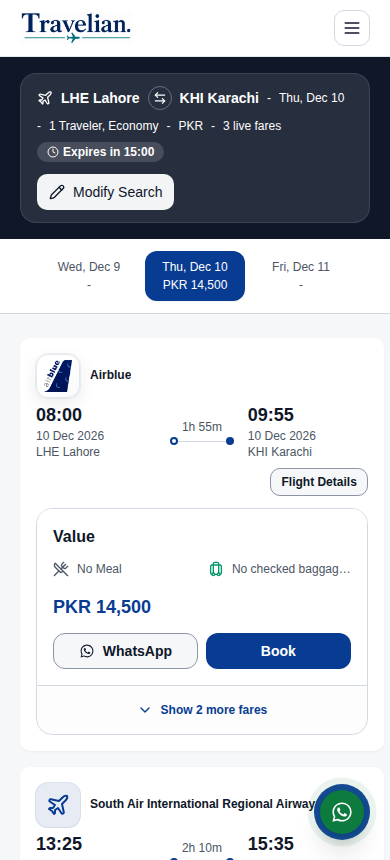 Travelian.
LHE Lahore KHI Karachi - Thu, Dec 10
- 1 Traveler, Economy - PKR - 3 live fares
Expires in 15:00
Modify Search
Wed, Dec 9 Thu, Dec 10 Fri, Dec 11
- PKR 14,500 -
airblue Airblue
08:00 09:55
1h 55m
10 Dec 2026 10 Dec 2026
LHE Lahore KHI Karachi
Flight Details
Value
No Meal No checked baggag…
PKR 14,500
WhatsApp Book
Show 2 more fares
South Air International Regional Airway
13:25 2h 10m 15:35